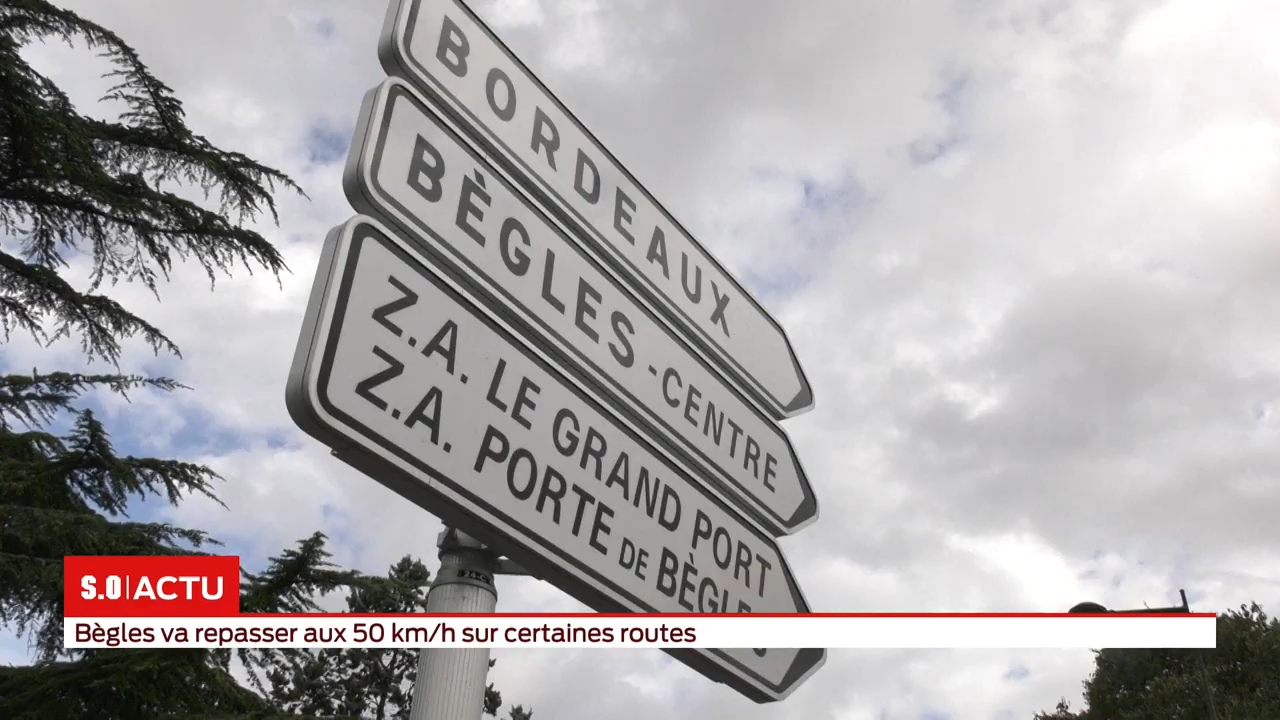 BORDEAUX
BÈGLES-CENTRE
Z.A. LE GRAND PORT
Z.A. PORTE DE BÈGLES
S.O|ACTU
Bègles va repasser aux 50 km/h sur certaines routes